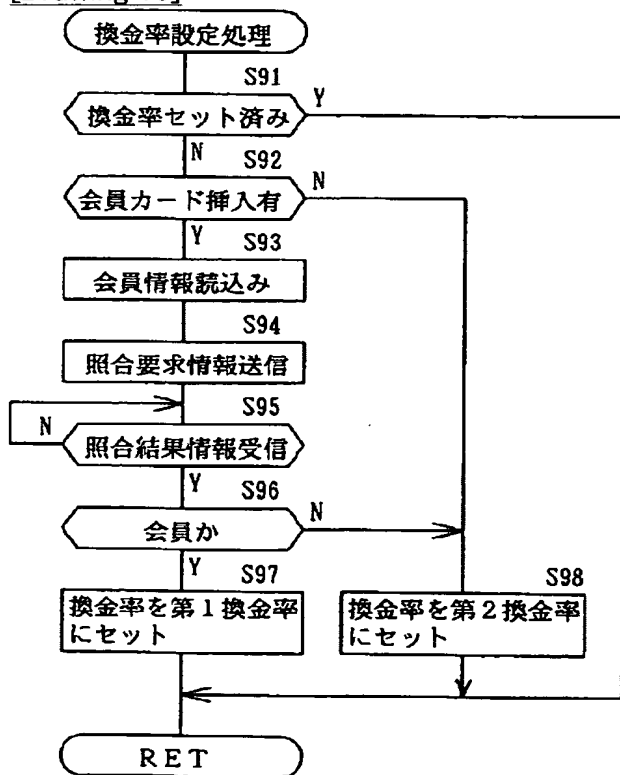 換金率設定処理
S91
換金率セット済み
Y
N
S92
会員カード挿入有
N
Y
S93
会員情報読込み
S94
照合要求情報送信
S95
N
照合結果情報受信
Y
S96
会員か
N
Y
S97
換金率を第1換金率
にセット
S98
換金率を第2換金率
にセット
RET